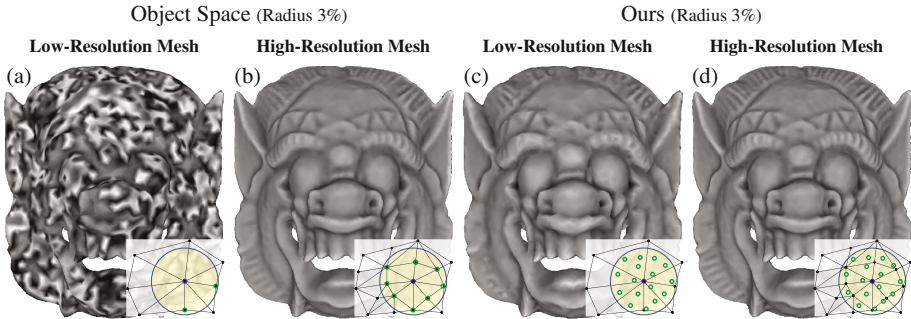 Object Space (Radius 3%)
Ours (Radius 3%)
Low-Resolution Mesh
High-Resolution Mesh
Low-Resolution Mesh
High-Resolution Mesh
(a)
(b)
(c)
(d)